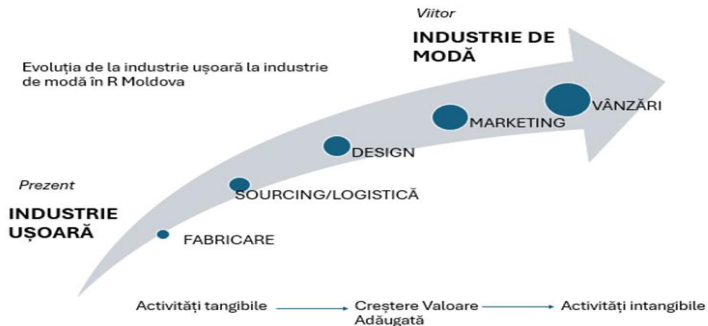 Viitor
INDUSTRIE DE
MODĂ
Evoluția de la industrie ușoară la industrie
de modă în R Moldova
VÂNZĂRI
MARKETING
DESIGN
Prezent
SOURCING/LOGISTICĂ
INDUSTRIE
UȘOARĂ
FABRICARE
Activități tangibile
Creștere Valoare
Adăugată
Activități intangibile